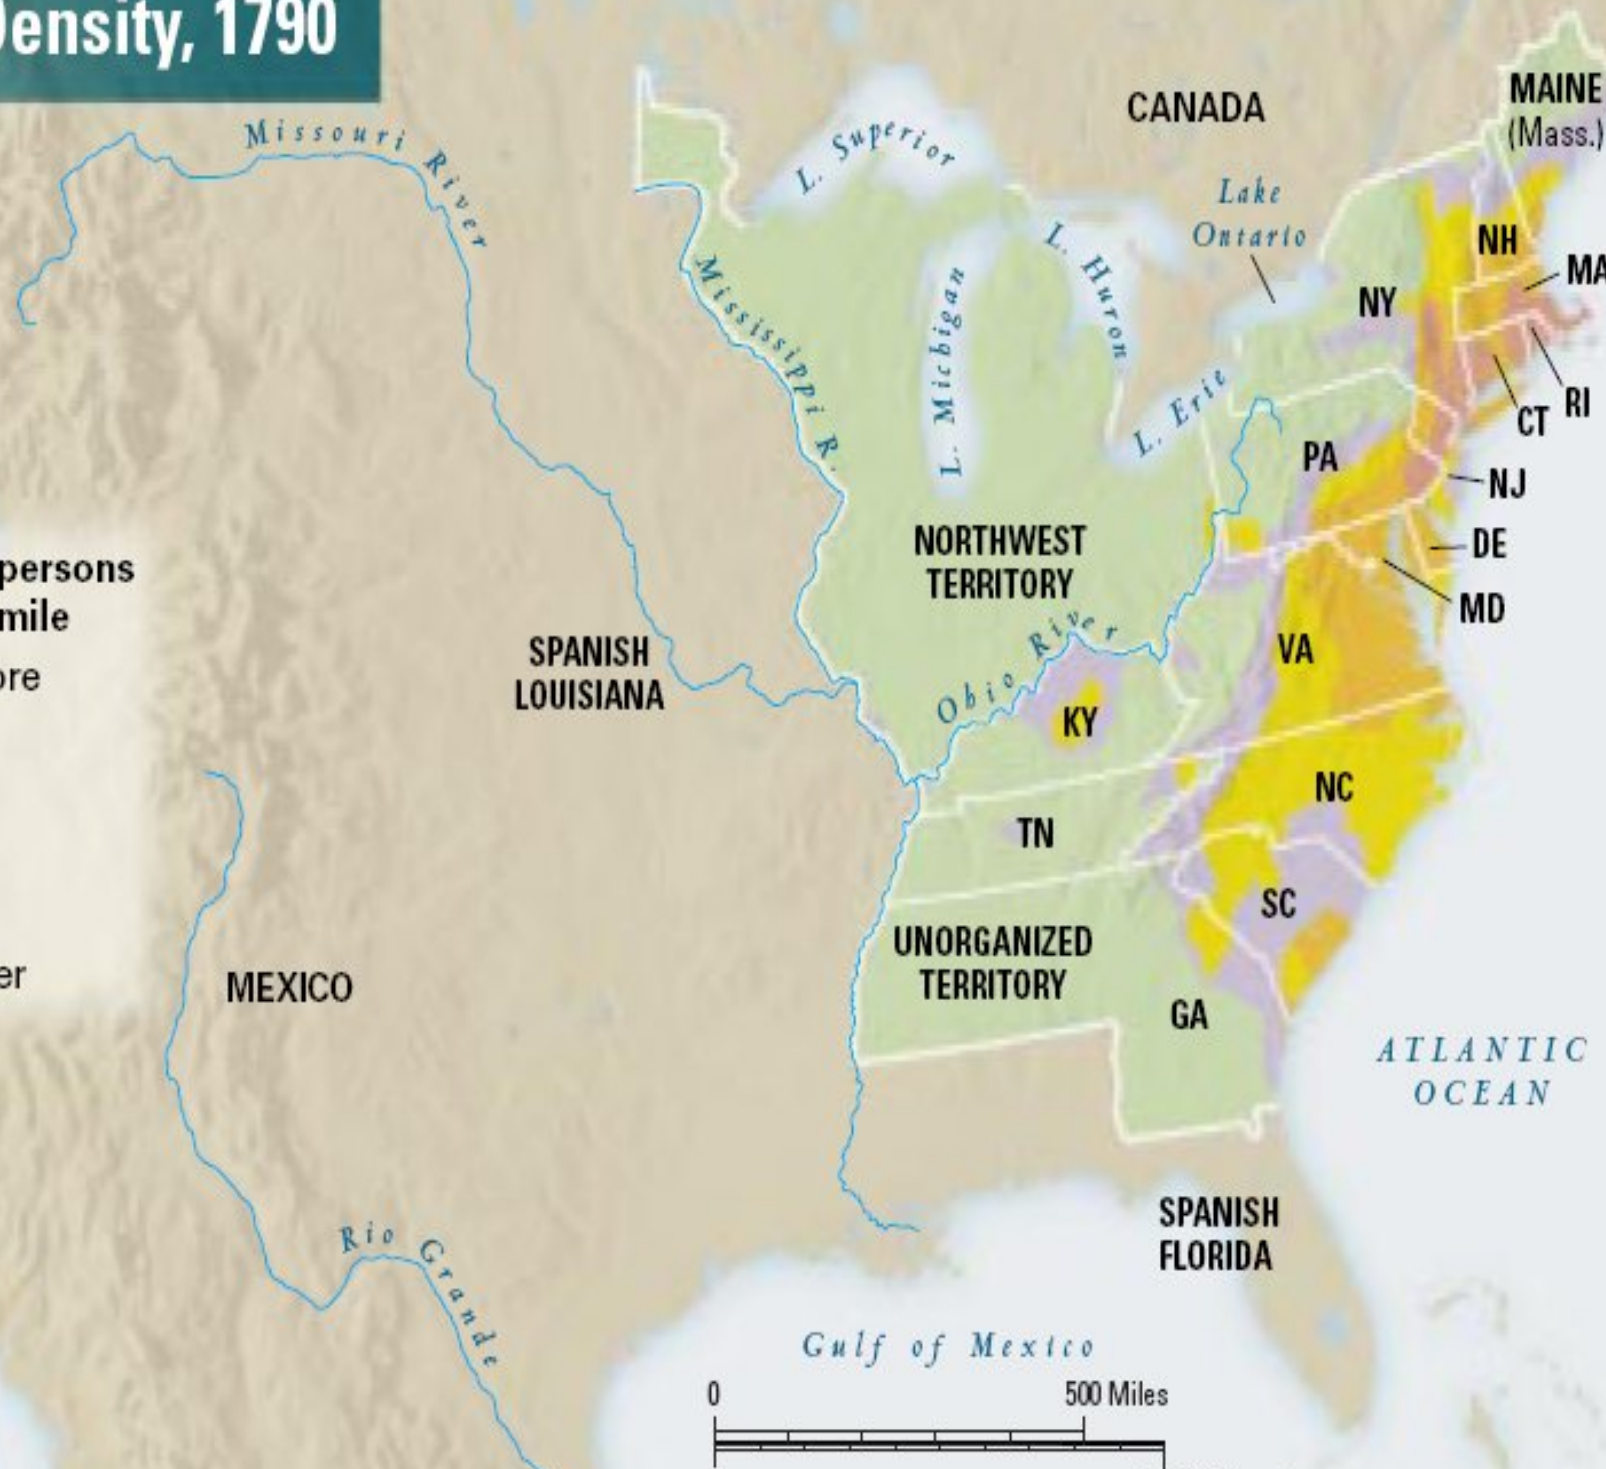 Density, 1790
Missouri River
CANADA
MAINE
(Mass.)
L. Superior
Lake
Ontario
L. Huron
NH
MA
Mississippi R.
L. Michigan
NY
L. Erie
RI
CT
PA
NJ
NORTHWEST
TERRITORY
DE
persons
mile
MD
SPANISH
LOUISIANA
Ohio River
VA
ore
KY
NC
TN
SC
UNORGANIZED
TERRITORY
er
MEXICO
GA
ATLANTIC
OCEAN
SPANISH
FLORIDA
Rio Grande
Gulf of Mexico
0 500 Miles